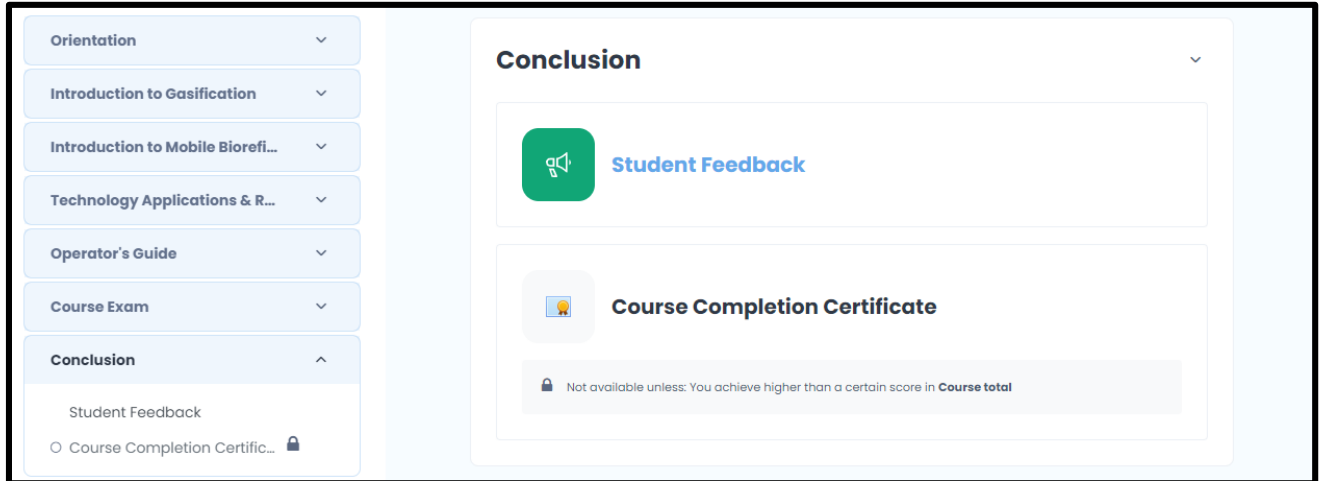 Orientation
Introduction to Gasification
Introduction to Mobile Biorefi...
Technology Applications & R...
Operator's Guide
Course Exam
Conclusion
Student Feedback
Course Completion Certific...
Conclusion
Student Feedback
Course Completion Certificate
Not available unless: You achieve higher than a certain score in Course total